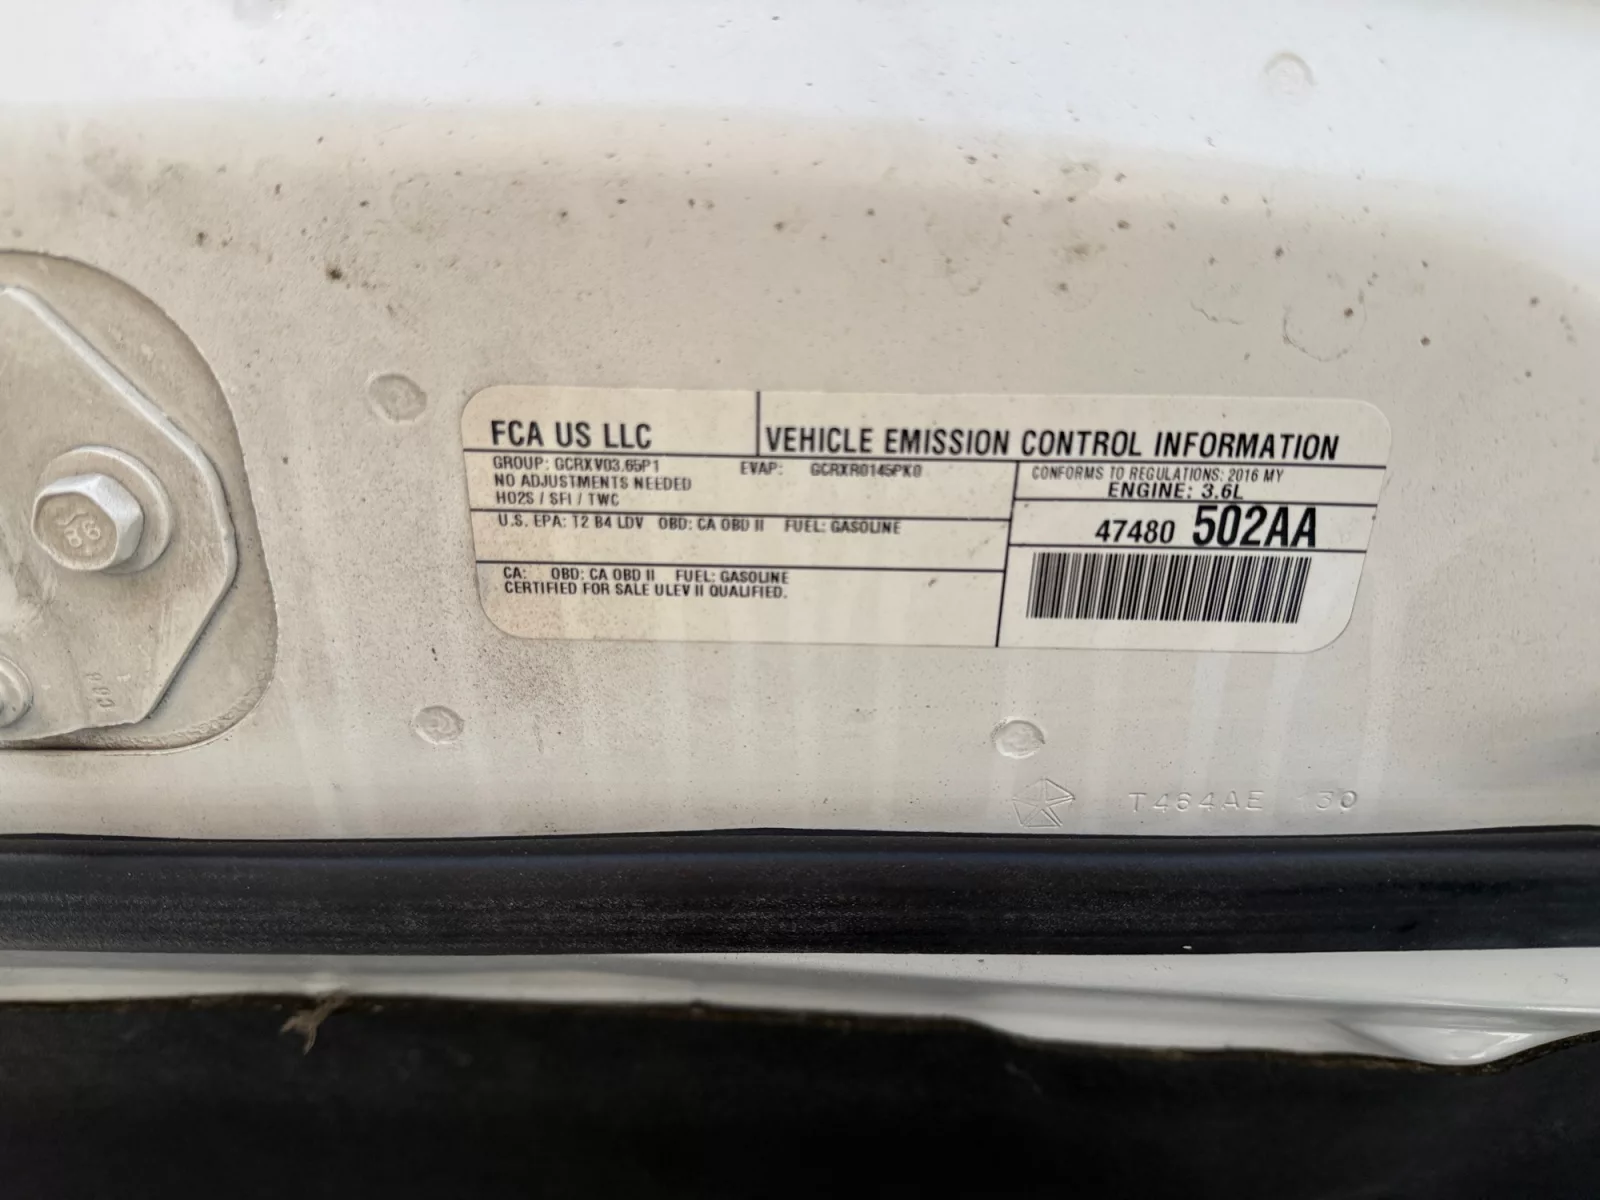 FCA US LLC
VEHICLE EMISSION CONTROL INFORMATION
GROUP: GCRXV03.65P1 EVAP: GCRXR0145PK0
NO ADJUSTMENTS NEEDED
HO2S / SFI / TWC
CONFORMS TO REGULATIONS: 2016 MY
ENGINE: 3.6L
U.S. EPA: T2 B4 LDV OBD: CA OBD II FUEL: GASOLINE
47480 502AA
CA: OBD: CA OBD II FUEL: GASOLINE
CERTIFIED FOR SALE ULEV II QUALIFIED.
T464AE 130